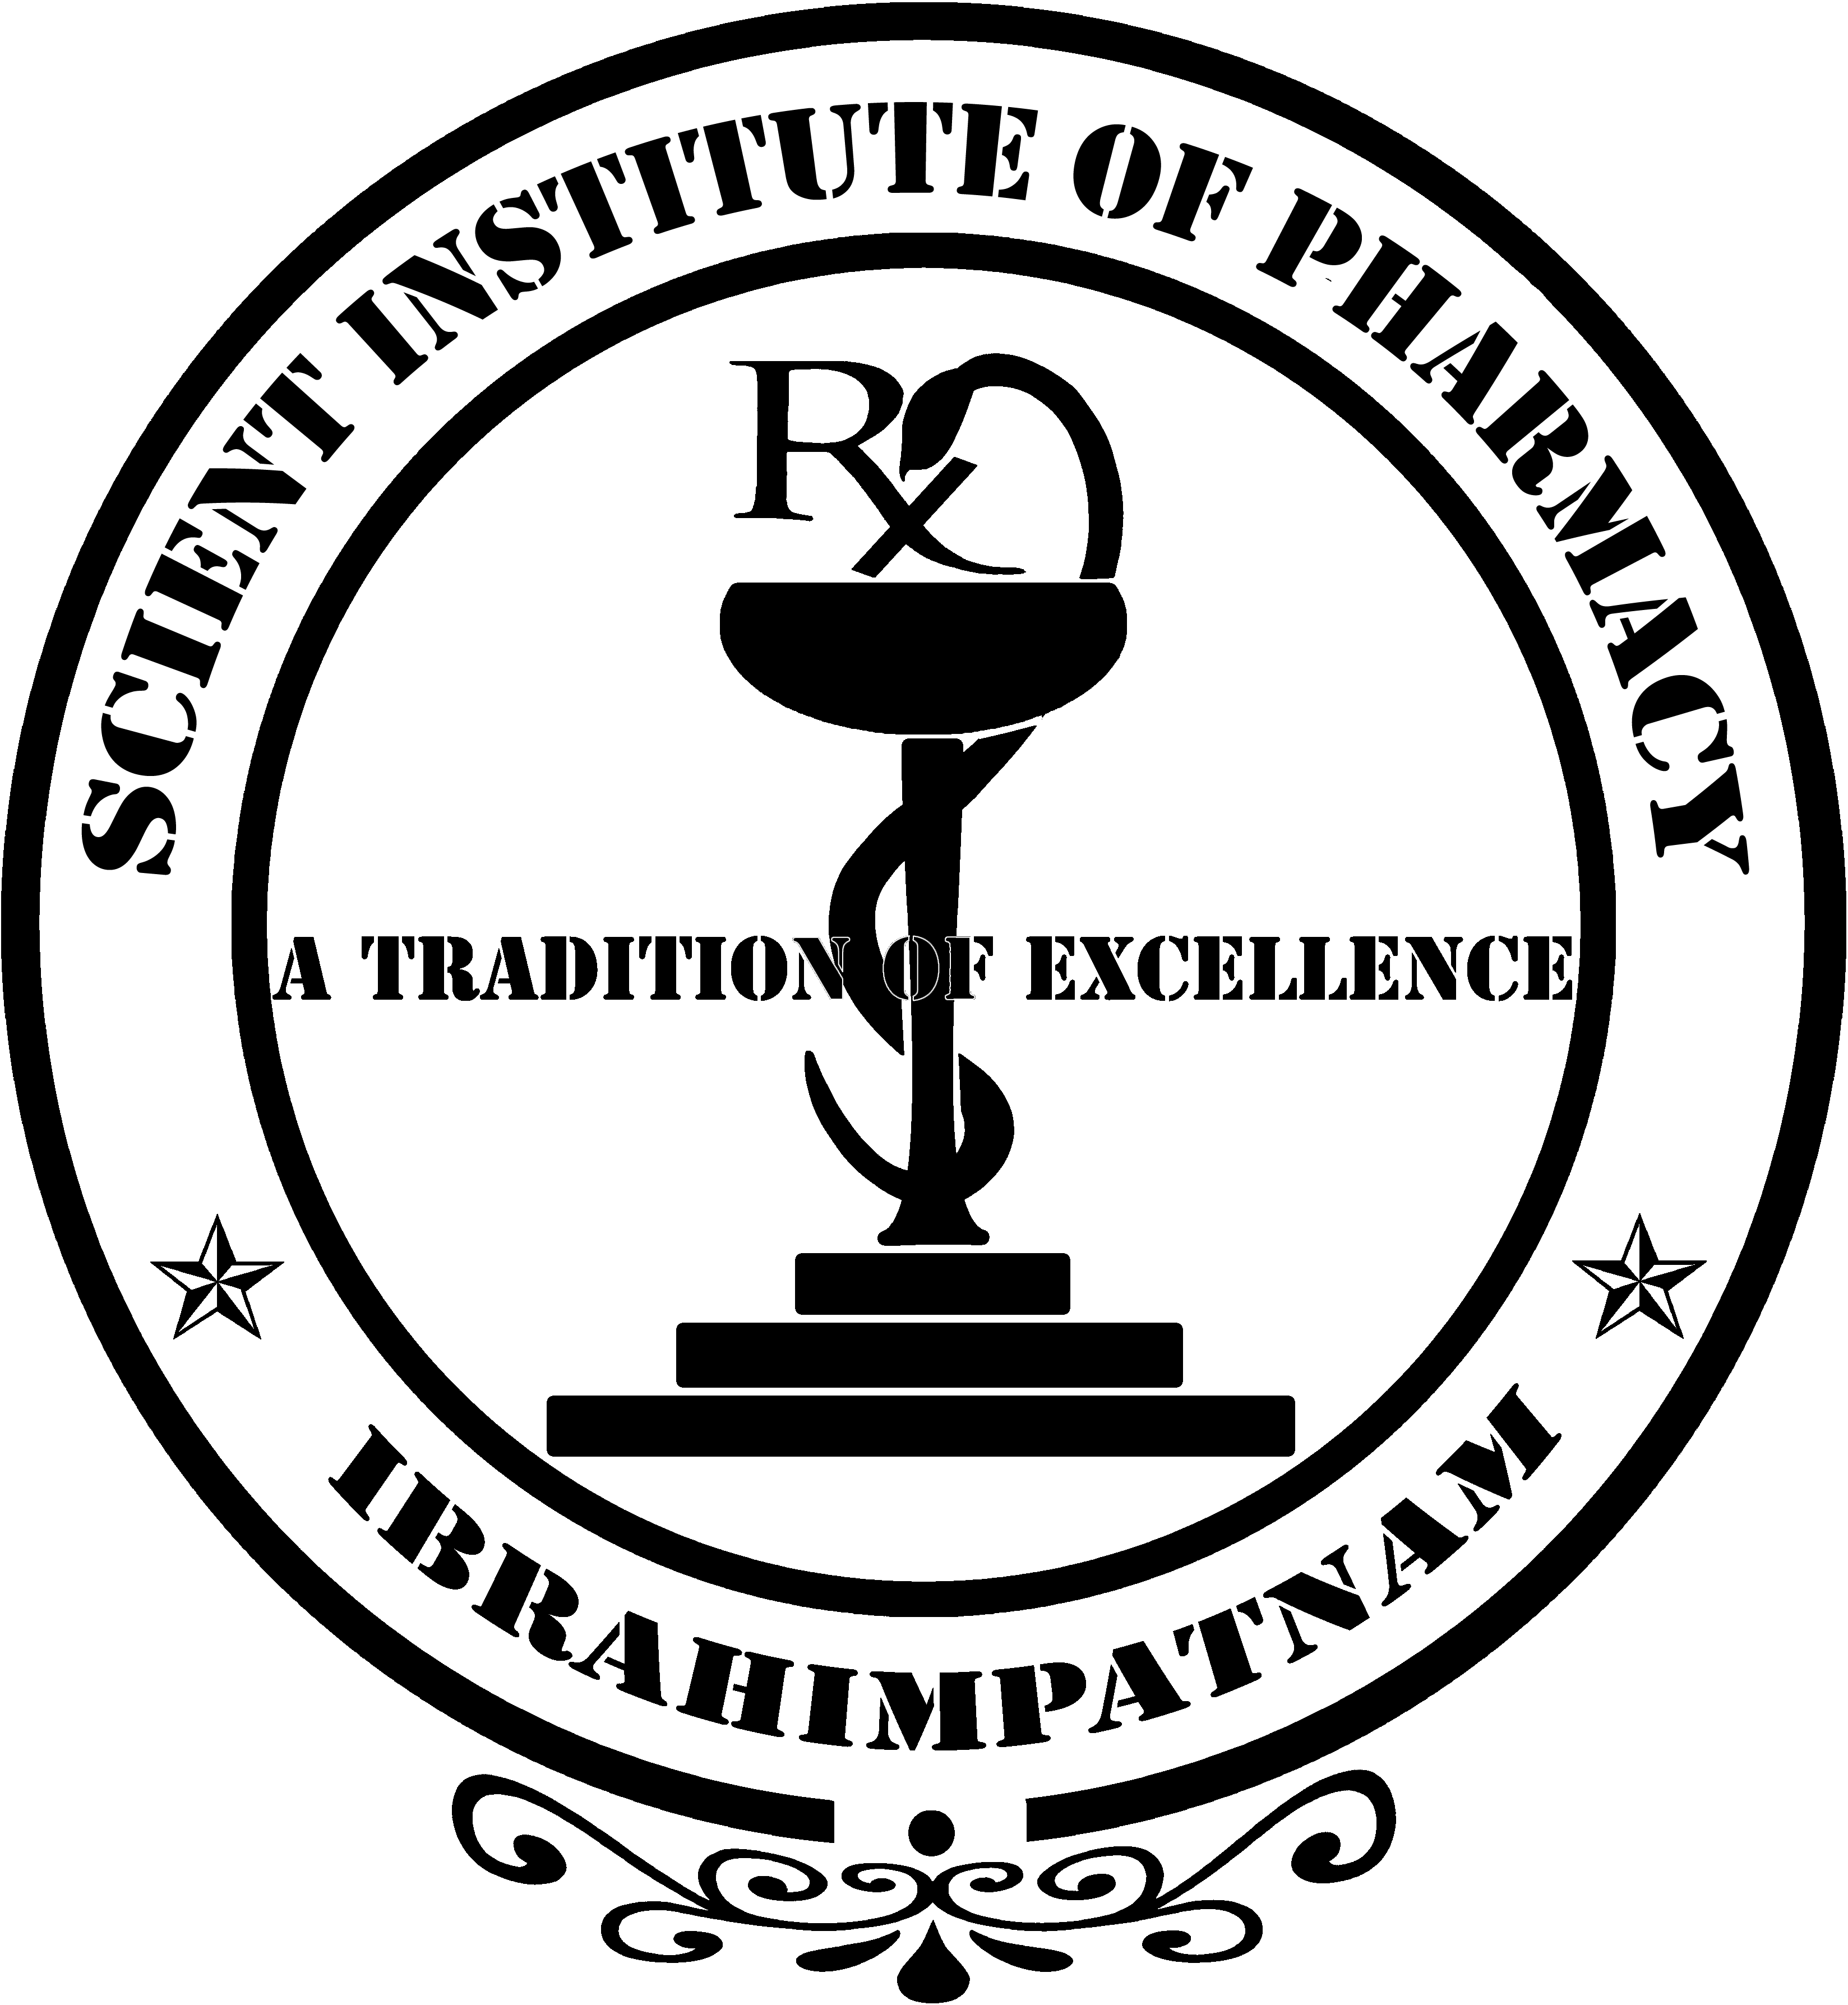 SCIENT INSTITUTE OF PHARMACY
Rx
A TRADITION OF EXCELLENCE
IBRAHIMPATNAM